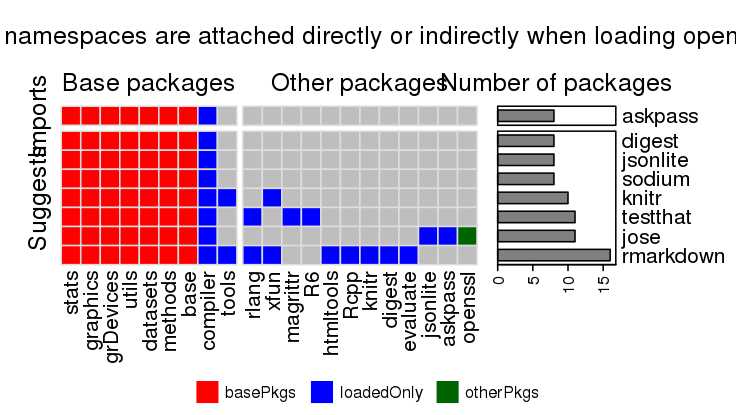 namespaces are attached directly or indirectly when loading open
Base packages
Other packages
Number of packages
Imports
Suggests
askpass
digest
jsonlite
sodium
knitr
testthat
jose
rmarkdown
0
5
10
15
stats
graphics
grDevices
utils
datasets
methods
base
compiler
tools
rlang
xfun
magrittr
R6
htmltools
Rcpp
knitr
digest
evaluate
jsonlite
askpass
openssl
basePkgs
loadedOnly
otherPkgs